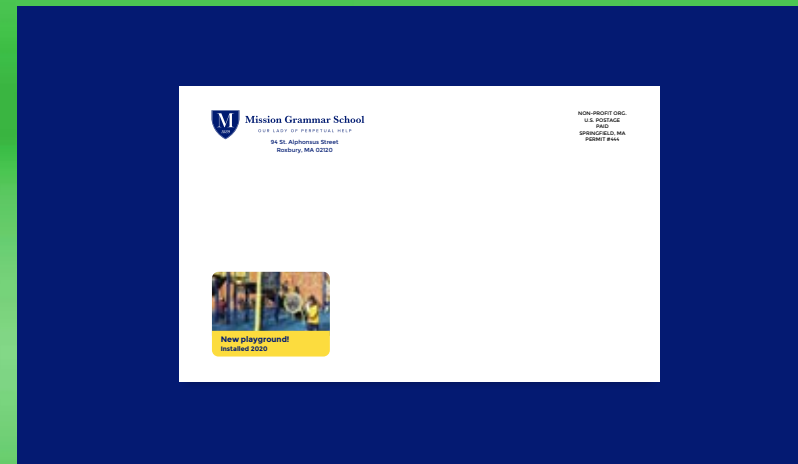 M
Mission Grammar School
OUR LADY OF PERPETUAL HELP
94 St. Alphonsus Street
Roxbury, MA 02120
NON-PROFIT ORG.
U.S. POSTAGE
PAID
SPRINGFIELD, MA
PERMIT #444
New playground!
Installed 2020